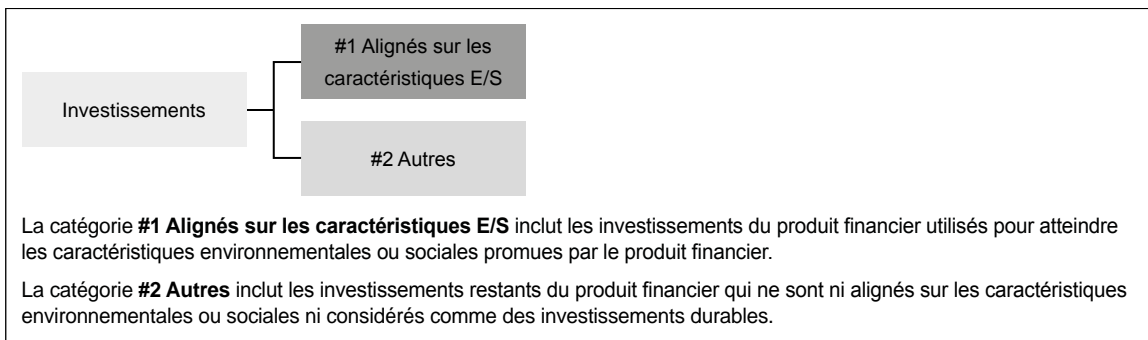 #1 Alignés sur les
caractéristiques E/S
Investissements
#2 Autres
La catégorie #1 Alignés sur les caractéristiques E/S inclut les investissements du produit financier utilisés pour atteindre
les caractéristiques environnementales ou sociales promues par le produit financier.
La catégorie #2 Autres inclut les investissements restants du produit financier qui ne sont ni alignés sur les caractéristiques
environnementales ou sociales ni considérés comme des investissements durables.